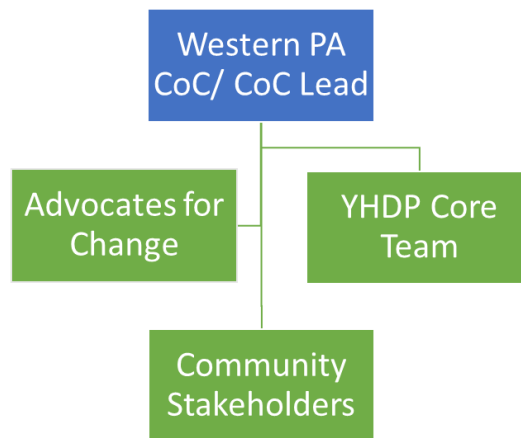 Western PA
CoC/ CoC Lead
Advocates for
Change
YHDP Core
Team
Community
Stakeholders